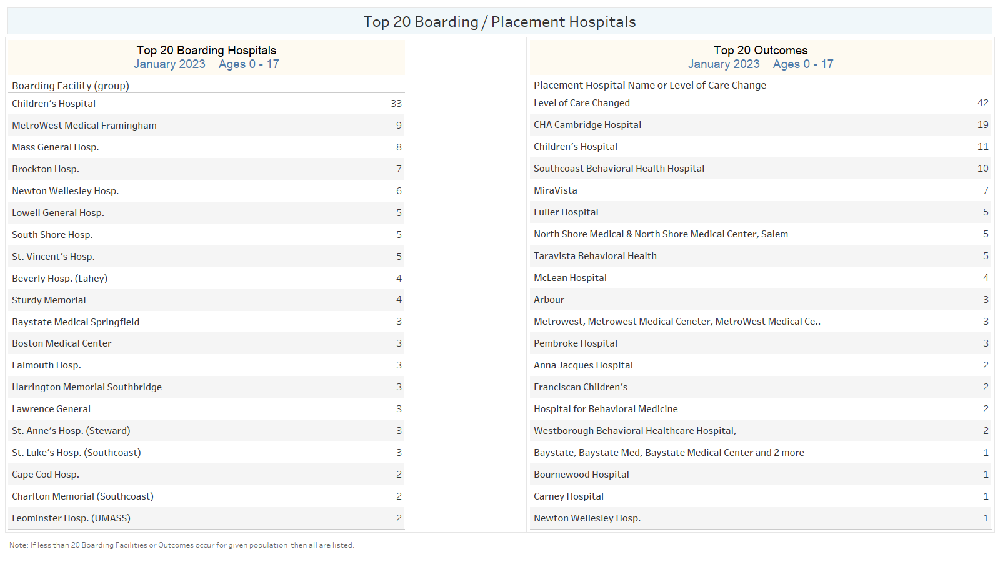 Top 20 Boarding / Placement Hospitals
Top 20 Boarding Hospitals
January 2023 Ages 0 - 17
Boarding Facility (group)
Children's Hospital 33
MetroWest Medical Framingham 9
Mass General Hosp. 8
Brockton Hosp. 7
Newton Wellesley Hosp. 6
Lowell General Hosp. 5
South Shore Hosp. 5
St. Vincent's Hosp. 5
Beverly Hosp. (Lahey) 4
Sturdy Memorial 4
Baystate Medical Springfield 3
Boston Medical Center 3
Falmouth Hosp. 3
Harrington Memorial Southbridge 3
Lawrence General 3
St. Anne's Hosp. (Steward) 3
St. Luke's Hosp. (Southcoast) 3
Cape Cod Hosp. 2
Charlton Memorial (Southcoast) 2
Leominster Hosp. (UMASS) 2
Top 20 Outcomes
January 2023 Ages 0 - 17
Placement Hospital Name or Level of Care Change
Level of Care Changed 42
CHA Cambridge Hospital 19
Children's Hospital 11
Southcoast Behavioral Health Hospital 10
MiraVista 7
Fuller Hospital 5
North Shore Medical & North Shore Medical Center, Salem 5
Taravista Behavioral Health 5
McLean Hospital 4
Arbour 3
Metrowest, Metrowest Medical Ceneter, MetroWest Medical Ce.. 3
Pembroke Hospital 3
Anna Jacques Hospital 2
Franciscan Children's 2
Hospital for Behavioral Medicine 2
Westborough Behavioral Healthcare Hospital, 2
Baystate, Baystate Med, Baystate Medical Center and 2 more 1
Bournewood Hospital 1
Carney Hospital 1
Newton Wellesley Hosp. 1
Note: If less than 20 Boarding Facilities or Outcomes occur for given population then all are listed.